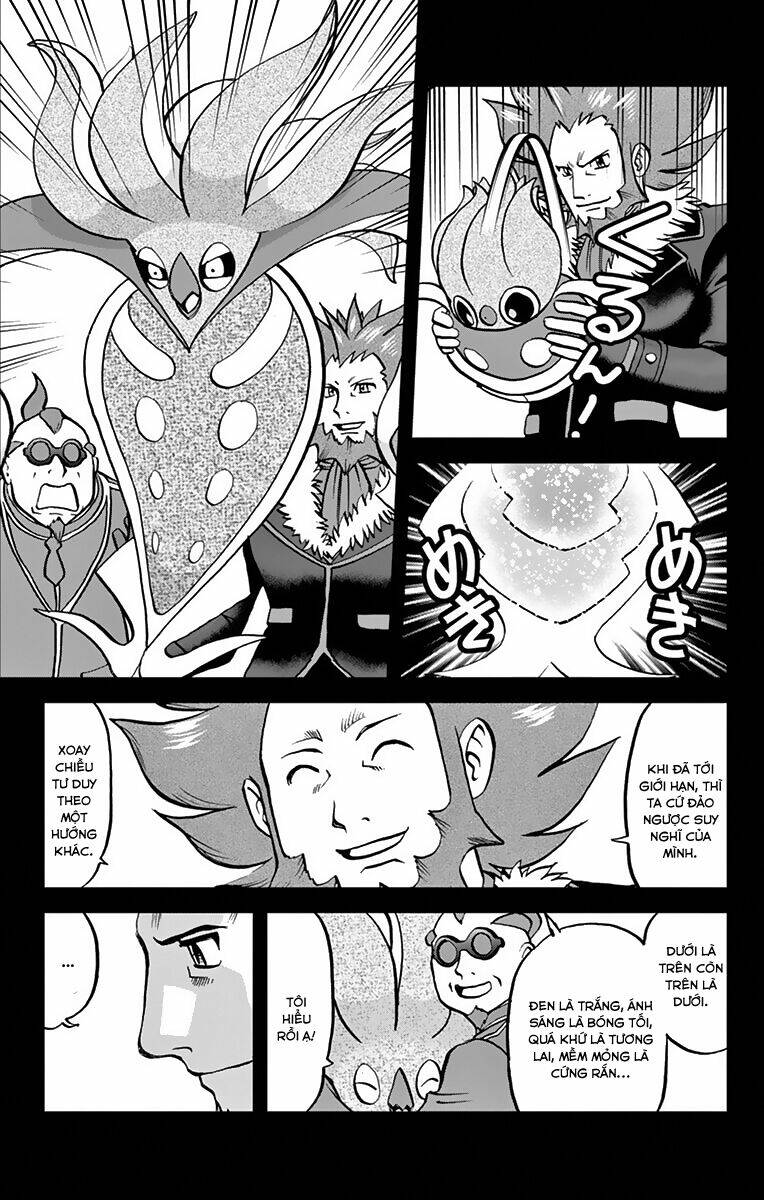 くるんー
めき
めき
KHI ĐÃ TỚI
GIỚI HẠN, THÌ
TA CỨ ĐẢO
NGƯỢC SUY
NGHĨ CỦA
MÌNH.
XOAY
CHIỀU
TƯ DUY
THEO
MỘT
HƯỚNG
KHÁC.
DƯỚI LÀ
TRÊN CÒN
TRÊN LÀ
DƯỚI.
ĐEN LÀ TRẮNG, ÁNH
SÁNG LÀ BÓNG TỐI,
QUÁ KHỨ LÀ TƯƠNG
LAI, MỀM MỎNG LÀ
CỨNG RẮN...
TÔI
HIỂU
RỒI Ạ!
...